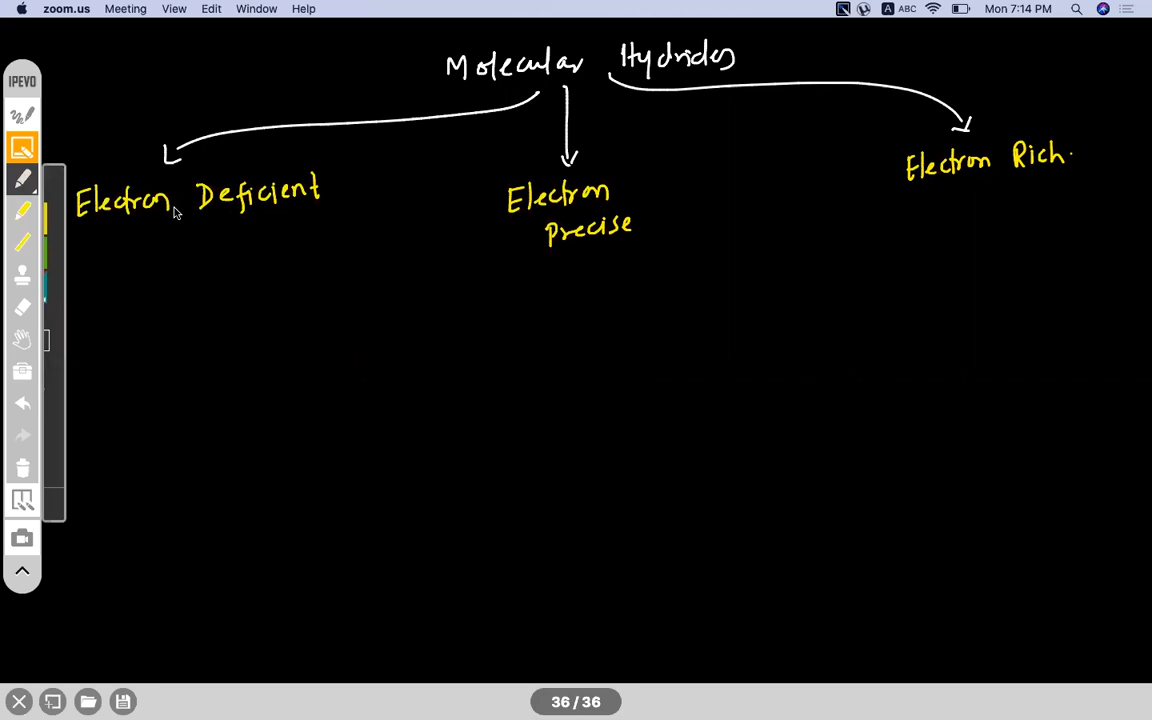 zoom.us Meeting View Edit Window Help A ABC Mon 7:14 PM
Molecular Hydrides
IPEVO
Electron Deficient
Electron
Precise
Electron Rich.
36 / 36